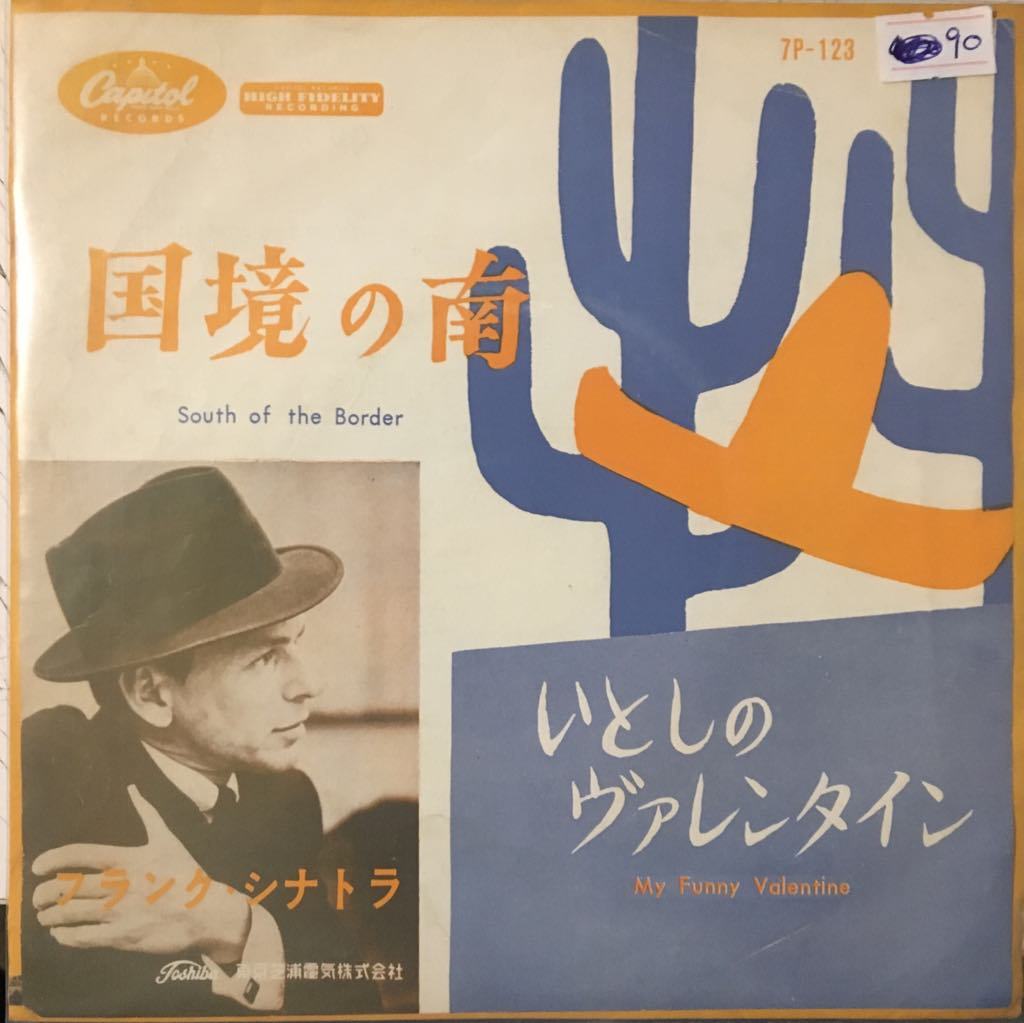 7P-123
90
Capitol
RECORDS
HIGH FIDELITY
RECORDING
国境の南
South of the Border
いとしの
ヴァレンタイン
My Funny Valentine
フランク・シナトラ
Toshiba 東京芝浦電気株式会社